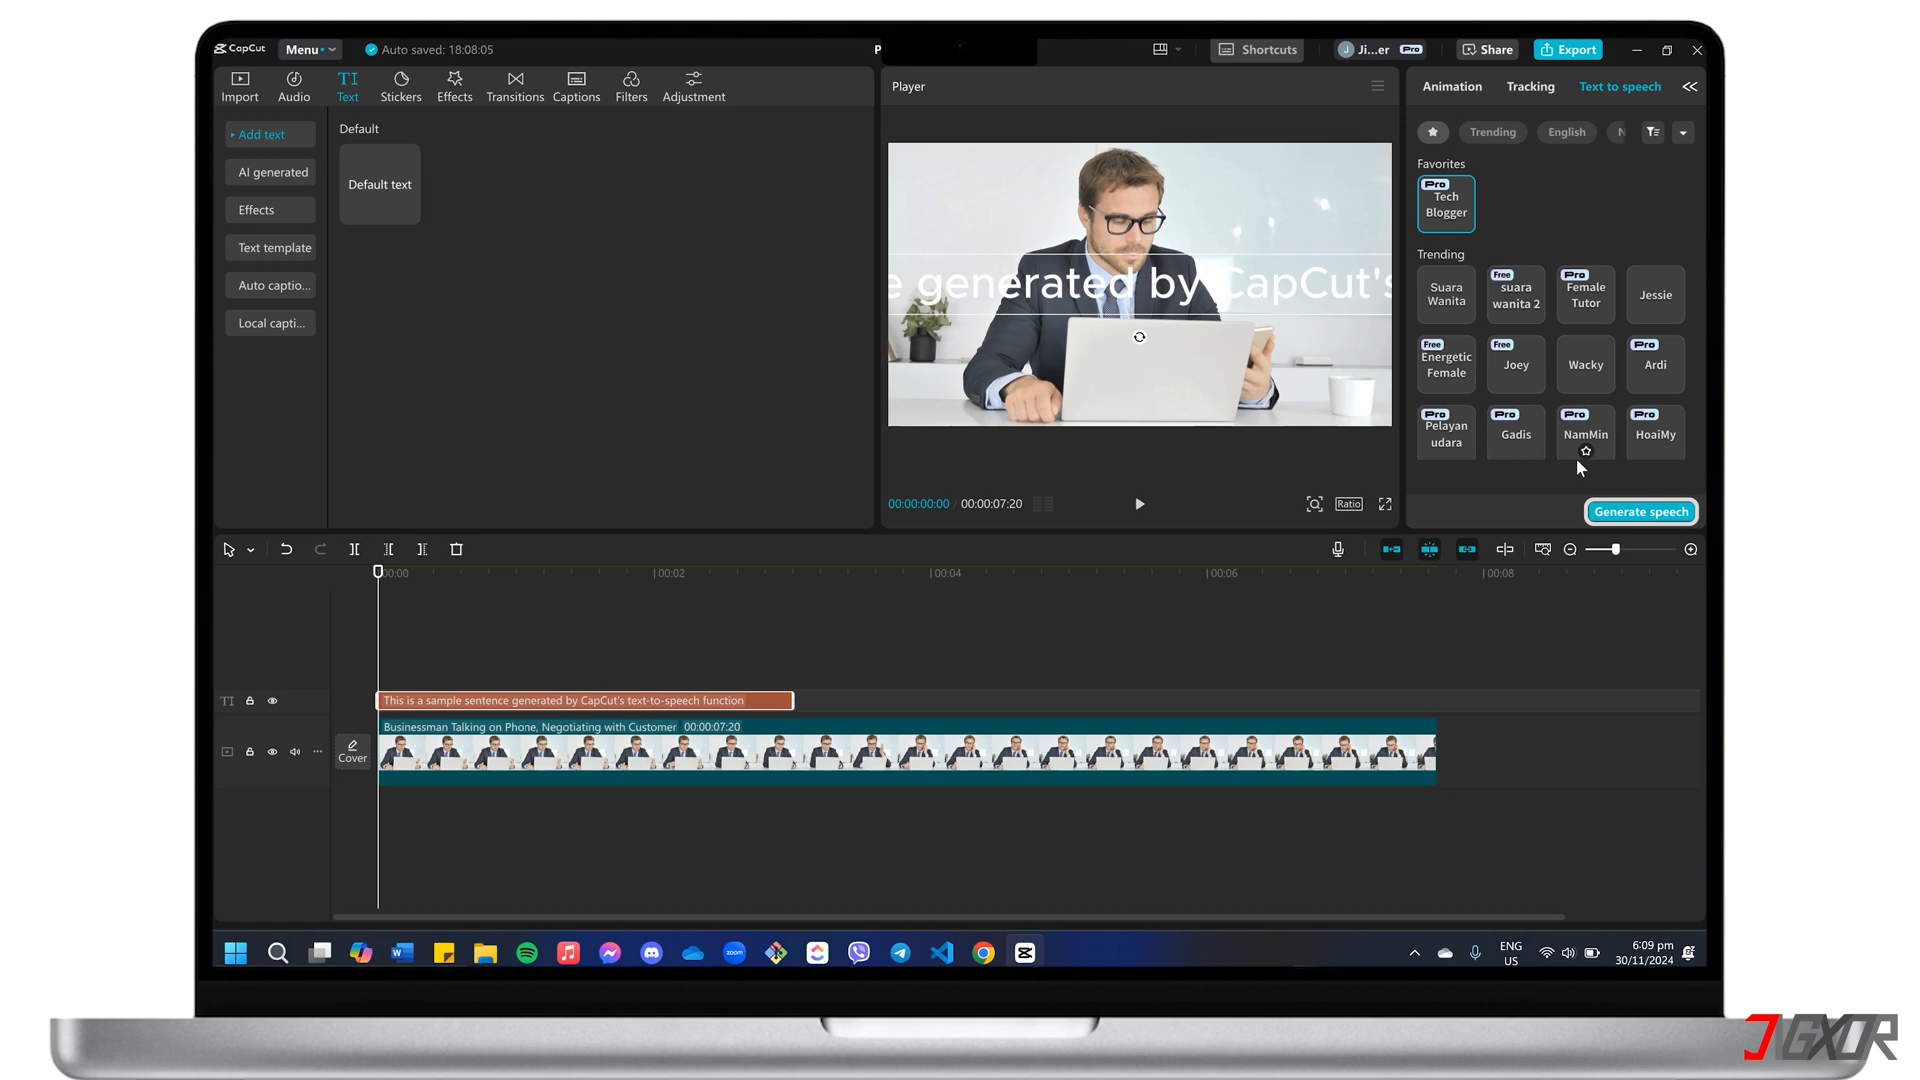 CapCut
Menu
Auto saved: 18:08:05
P
Shortcuts
J
Ji...er
Pro
Share
Export
Import
Audio
TI
Text
Stickers
Effects
Transitions
Captions
Filters
Adjustment
Player
Animation
Tracking
Text to speech
Add text
AI generated
Effects
Text template
Auto captio...
Local capti...
Default
Default text
e generated by CapCut's
Trending
English
N
Favorites
Pro
Tech
Blogger
Trending
Suara
Wanita
Free
suara
wanita 2
Pro
Female
Tutor
Jessie
Free
Energetic
Female
Free
Joey
Wacky
Pro
Ardi
Pro
Pelayan
udara
Pro
Gadis
Pro
NamMin
Pro
HoaiMy
00:00:00:00 / 00:00:07:20
Ratio
Generate speech
00:00
00:02
00:04
00:06
00:08
TI
This is a sample sentence generated by CapCut's text-to-speech function
Businessman Talking on Phone, Negotiating with Customer 00:00:07:20
Cover
W
zoom
ENG
US
6:09 pm
30/11/2024
JGXOR